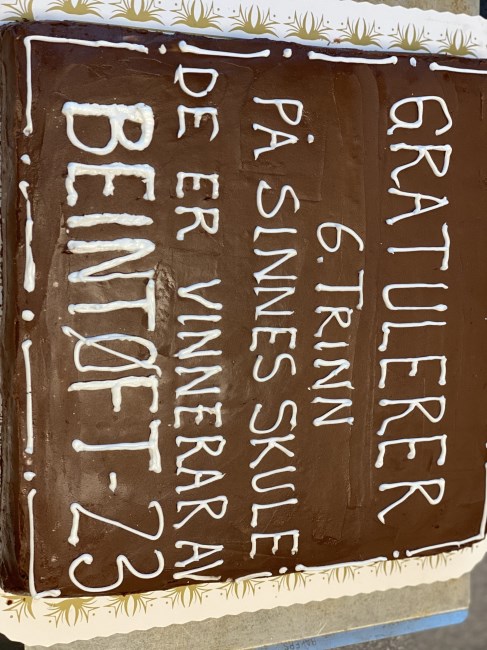 GRATULERER
6. TRINN
PÅ SINNES SKULE
DE ER VINNERAR AV
BEINTØFT-23